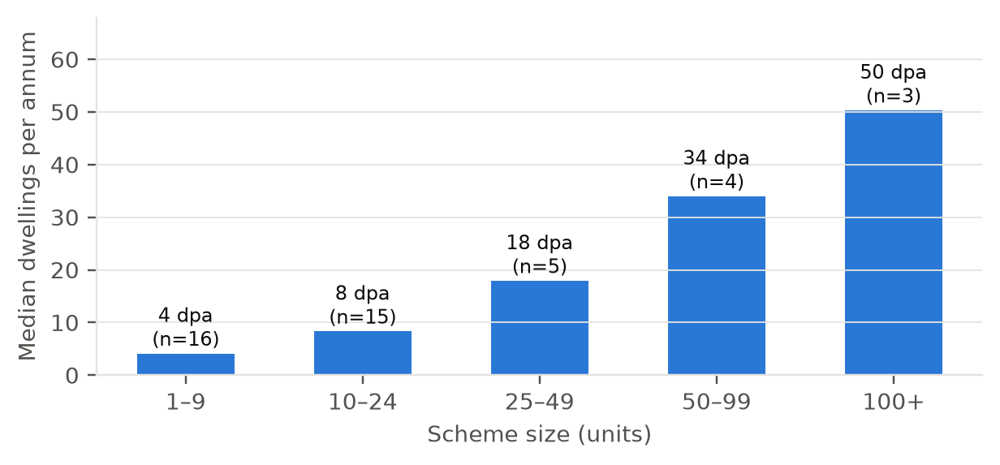 Median dwellings per annum
60
50
40
30
20
10
0
4 dpa
(n=16)
8 dpa
(n=15)
18 dpa
(n=5)
34 dpa
(n=4)
50 dpa
(n=3)
1–9
10–24
25–49
50–99
100+
Scheme size (units)